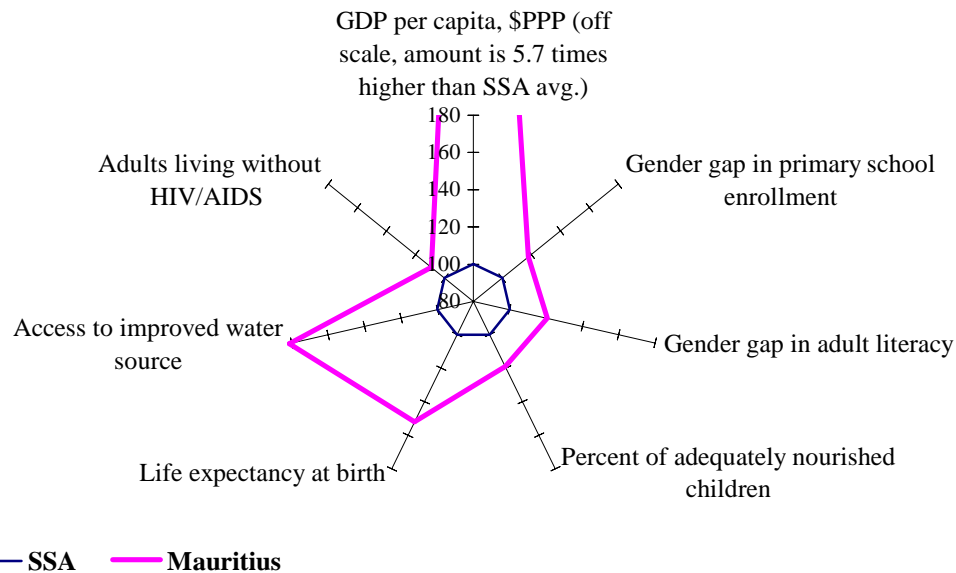 GDP per capita, $PPP (off
scale, amount is 5.7 times
higher than SSA avg.)
180
160
140
120
100
80
Gender gap in primary school
enrollment
Gender gap in adult literacy
Percent of adequately nourished
children
Life expectancy at birth
Access to improved water
source
Adults living without
HIV/AIDS
SSA
Mauritius